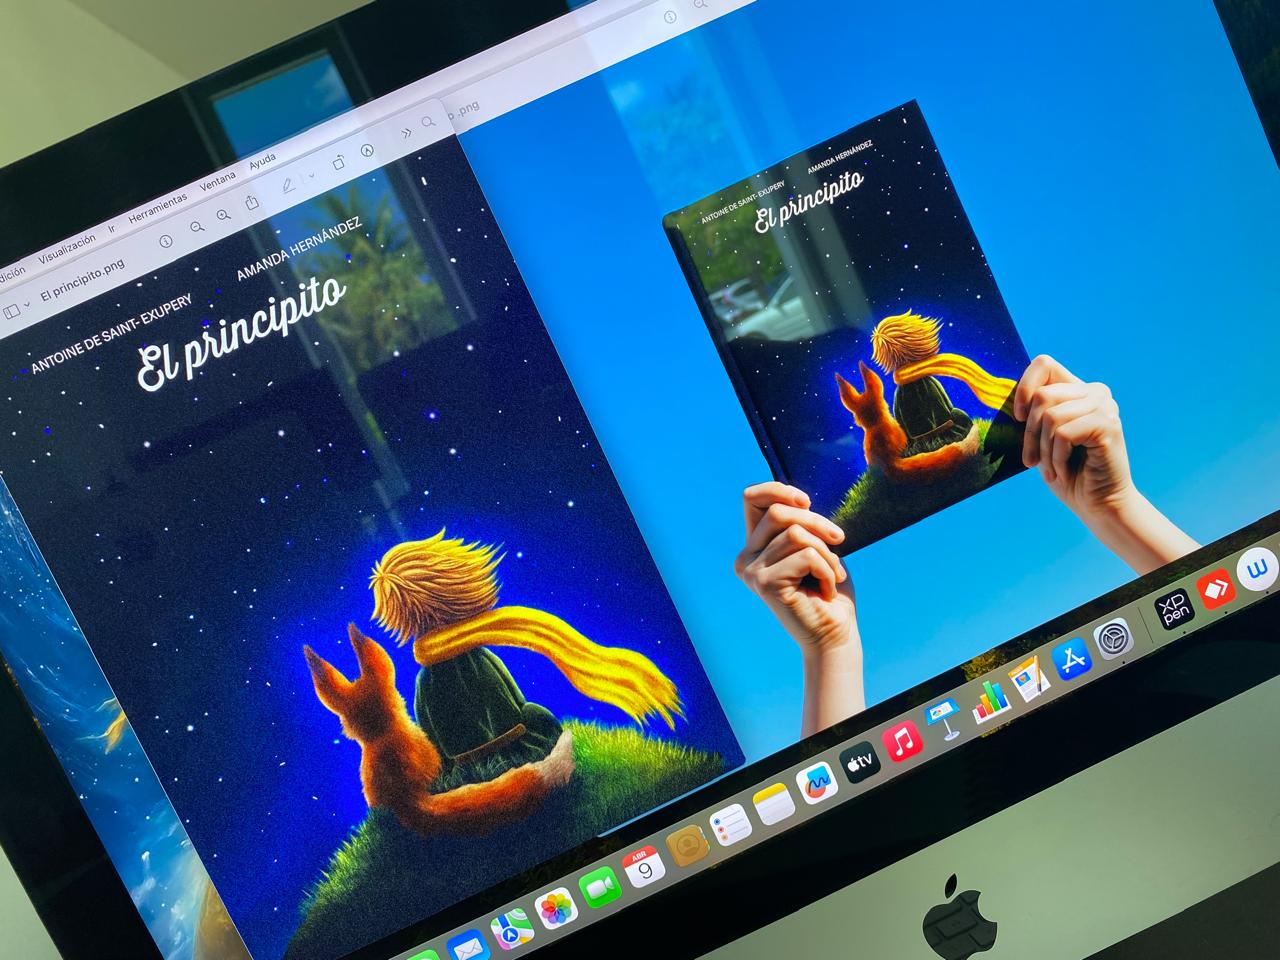 Visualización Ir Herramientas Ventana Ayuda
El principito.png
ANTOINE DE SAINT- EXUPERY AMANDA HERNÁNDEZ
El principito
.png
ANTOINE DE SAINT- EXUPERY AMANDA HERNÁNDEZ
El principito
ABR
9
tv
XP
pen
W